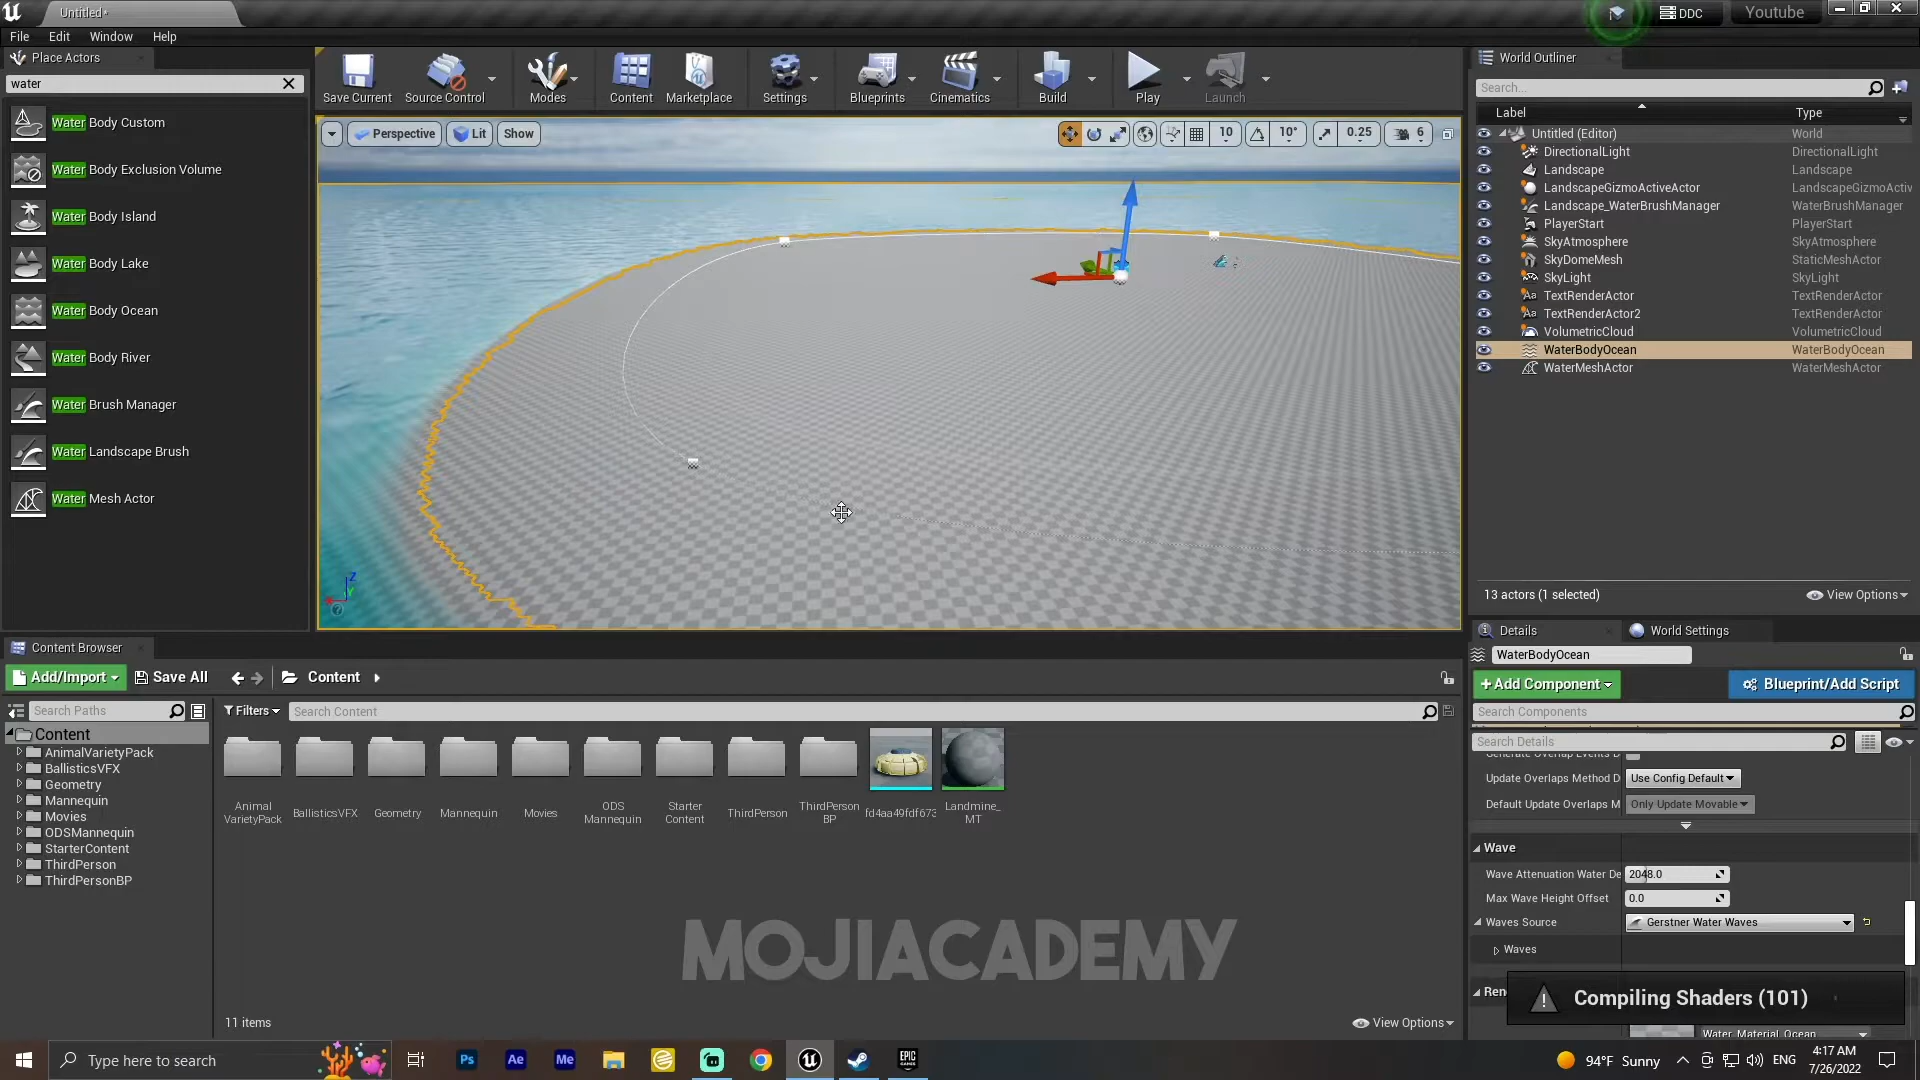 Untitled*
DDC
Youtube
File Edit Window Help
Place Actors
water
Water Body Custom
Water Body Exclusion Volume
Water Body Island
Water Body Lake
Water Body Ocean
Water Body River
Water Brush Manager
Water Landscape Brush
Water Mesh Actor
Save Current Source Control Modes Content Marketplace Settings Blueprints Cinematics Build Play Launch
Perspective Lit Show
10 10° 0.25 6
Z
World Outliner
Search...
Label Type
Untitled (Editor) World
DirectionalLight DirectionalLight
Landscape Landscape
LandscapeGizmoActiveActor LandscapeGizmoActiv
Landscape_WaterBrushManager WaterBrushManager
PlayerStart PlayerStart
SkyAtmosphere SkyAtmosphere
SkyDomeMesh StaticMeshActor
SkyLight SkyLight
TextRenderActor TextRenderActor
TextRenderActor2 TextRenderActor
VolumetricCloud VolumetricCloud
WaterBodyOcean WaterBodyOcean
WaterMeshActor WaterMeshActor
13 actors (1 selected)
View Options
Details
World Settings
WaterBodyOcean
+Add Component
Blueprint/Add Script
Search Components
Search Details
Generate Overlap Events D
Update Overlaps Method D Use Config Default
Default Update Overlaps M Only Update Movable
Wave
Wave Attenuation Water De 2048.0
Max Wave Height Offset 0.0
Waves Source Gerstner Water Waves
Waves
Ren
Compiling Shaders (101)
Water_Material_Ocean
Content Browser
Add/Import Save All Content
Search Paths
Filters
Search Content
Content
AnimalVarietyPack
BallisticsVFX
Geometry
Mannequin
Movies
ODSMannequin
StarterContent
ThirdPerson
ThirdPersonBP
Animal
VarietyPack
BallisticsVFX
Geometry
Mannequin
Movies
ODS
Mannequin
Starter
Content
ThirdPerson
ThirdPerson
BP
fd4aa49fdf673
Landmine_
MT
MOJIACADEMY
11 items
View Options
Type here to search
Ps
Ae
Me
EPIC
GAMES
94°F Sunny
ENG
4:17 AM
7/26/2022